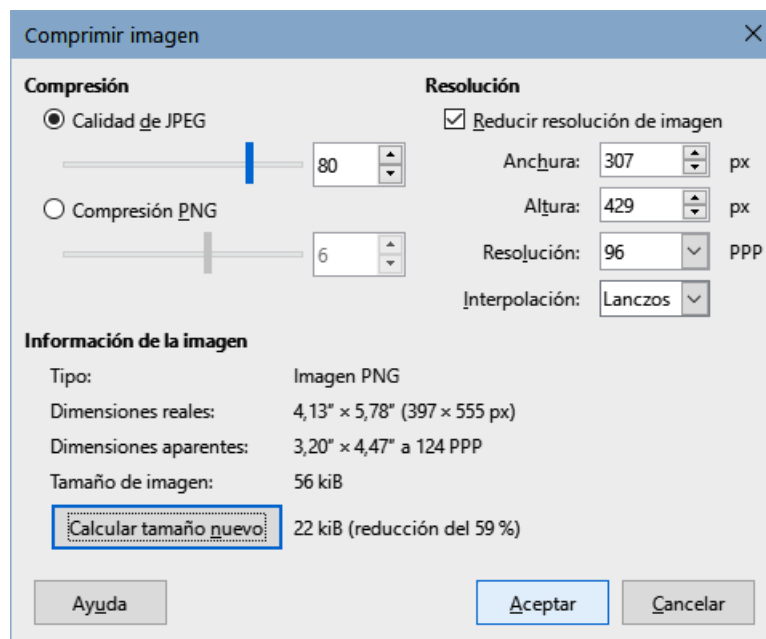 Comprimir imagen
Compresión
Calidad de JPEG
80
Compresión PNG
6
Resolución
Reducir resolución de imagen
Anchura: 307 px
Altura: 429 px
Resolución: 96 PPP
Interpolación: Lanczos
Información de la imagen
Tipo: Imagen PNG
Dimensiones reales: 4,13″ × 5,78″ (397 × 555 px)
Dimensiones aparentes: 3,20″ × 4,47″ a 124 PPP
Tamaño de imagen: 56 kiB
Calcular tamaño nuevo 22 kiB (reducción del 59 %)
Ayuda Aceptar Cancelar